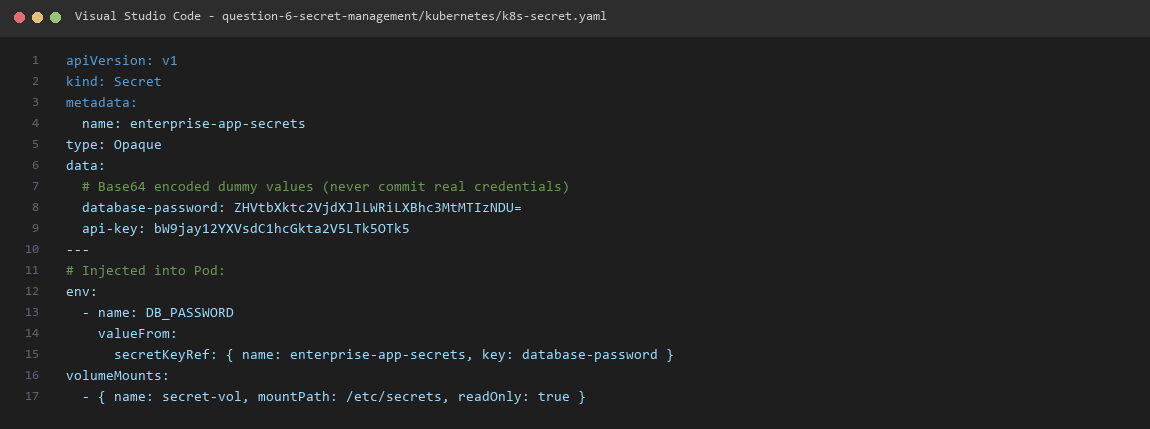 Visual Studio Code - question-6-secret-management/kubernetes/k8s-secret.yaml
1 apiVersion: v1
2 kind: Secret
3 metadata:
4   name: enterprise-app-secrets
5 type: Opaque
6 data:
7   # Base64 encoded dummy values (never commit real credentials)
8   database-password: ZHVtbXktc2VjdXJlLWRiLXBhc3MtMTIzNDU=
9   api-key: bW9jay12YXVsdC1hcGkta2V5LTk5OTk5
10 ---
11 # Injected into Pod:
12 env:
13   - name: DB_PASSWORD
14     valueFrom:
15       secretKeyRef: { name: enterprise-app-secrets, key: database-password }
16 volumeMounts:
17   - { name: secret-vol, mountPath: /etc/secrets, readOnly: true }